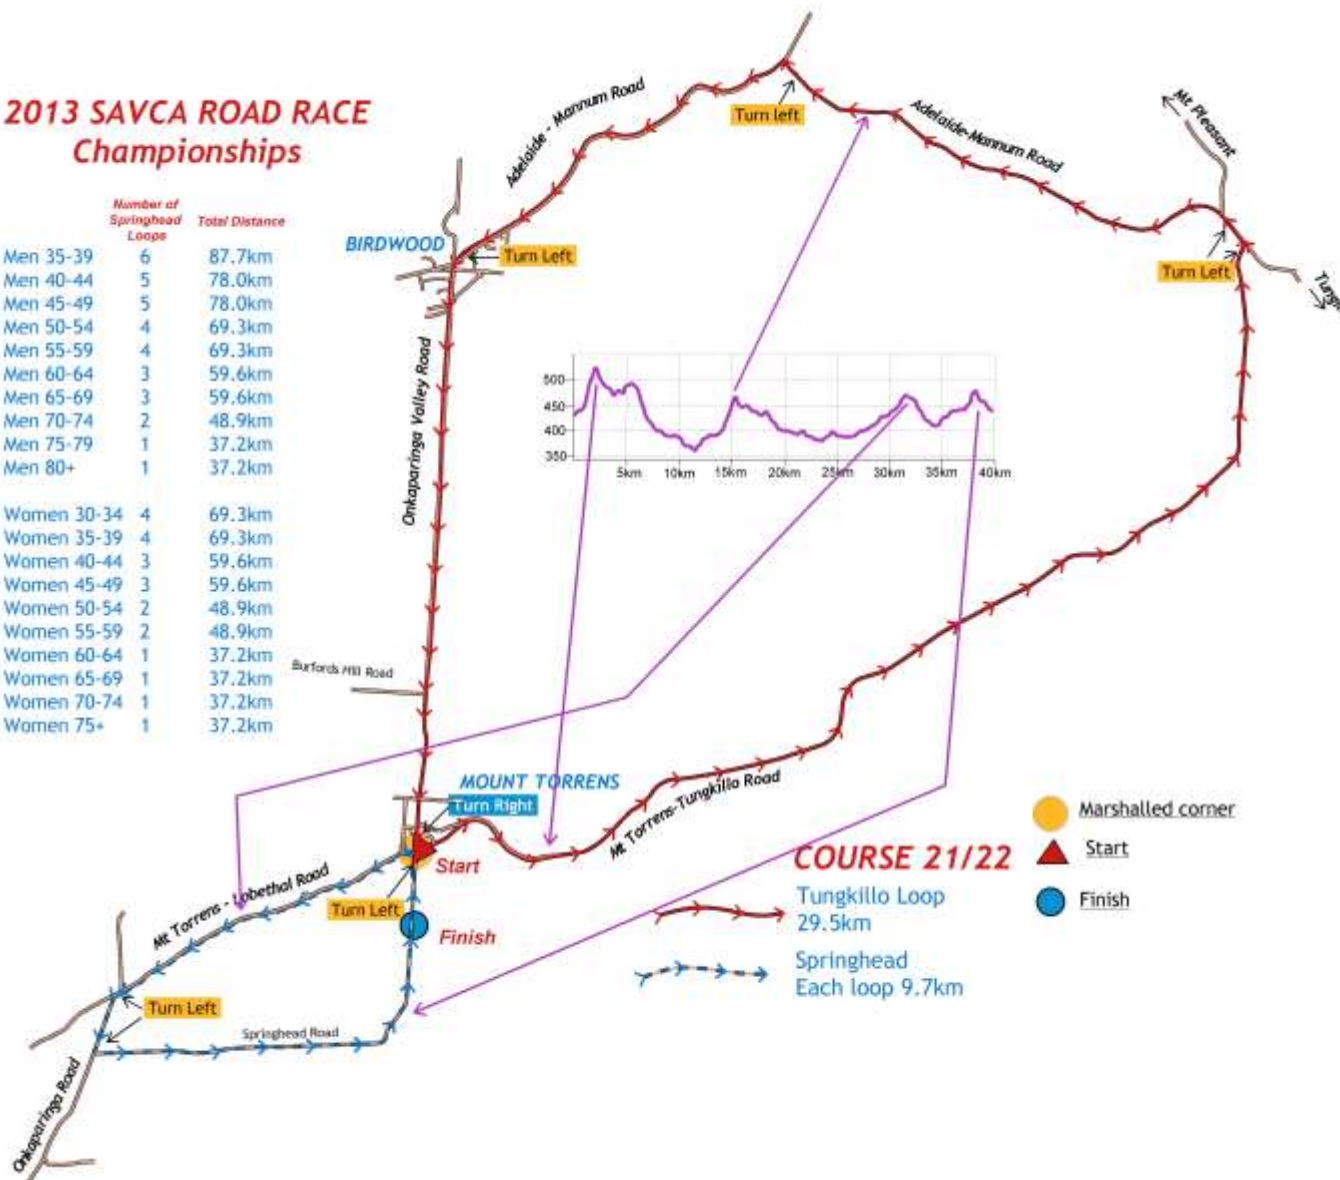 2013 SAVCA ROAD RACE
Championships
Number of
Springhead
Loops
Total Distance
Men 35-39 6 87.7km
Men 40-44 5 78.0km
Men 45-49 5 78.0km
Men 50-54 4 69.3km
Men 55-59 4 69.3km
Men 60-64 3 59.6km
Men 65-69 3 59.6km
Men 70-74 2 48.9km
Men 75-79 1 37.2km
Men 80+ 1 37.2km
Women 30-34 4 69.3km
Women 35-39 4 69.3km
Women 40-44 3 59.6km
Women 45-49 3 59.6km
Women 50-54 2 48.9km
Women 55-59 2 48.9km
Women 60-64 1 37.2km
Women 65-69 1 37.2km
Women 70-74 1 37.2km
Women 75+ 1 37.2km
Adelaide - Mannum Road
Turn left
Adelaide-Mannum Road
Mt Pleasant
BIRDWOOD
Turn Left
Turn Left
Onkaparinga Valley Road
500
450
400
350
5km 10km 15km 20km 25km 30km 35km 40km
Burfords Hill Road
MOUNT TORRENS
Turn Right
Mt Torrens-Tungkillo Road
Start
Mt Torrens - Lobethal Road
Turn Left
Finish
Turn Left
Springhead Road
Onkaparinga Road
Marshalled corner
Start
Finish
COURSE 21/22
Tungkillo Loop
29.5km
Springhead
Each loop 9.7km